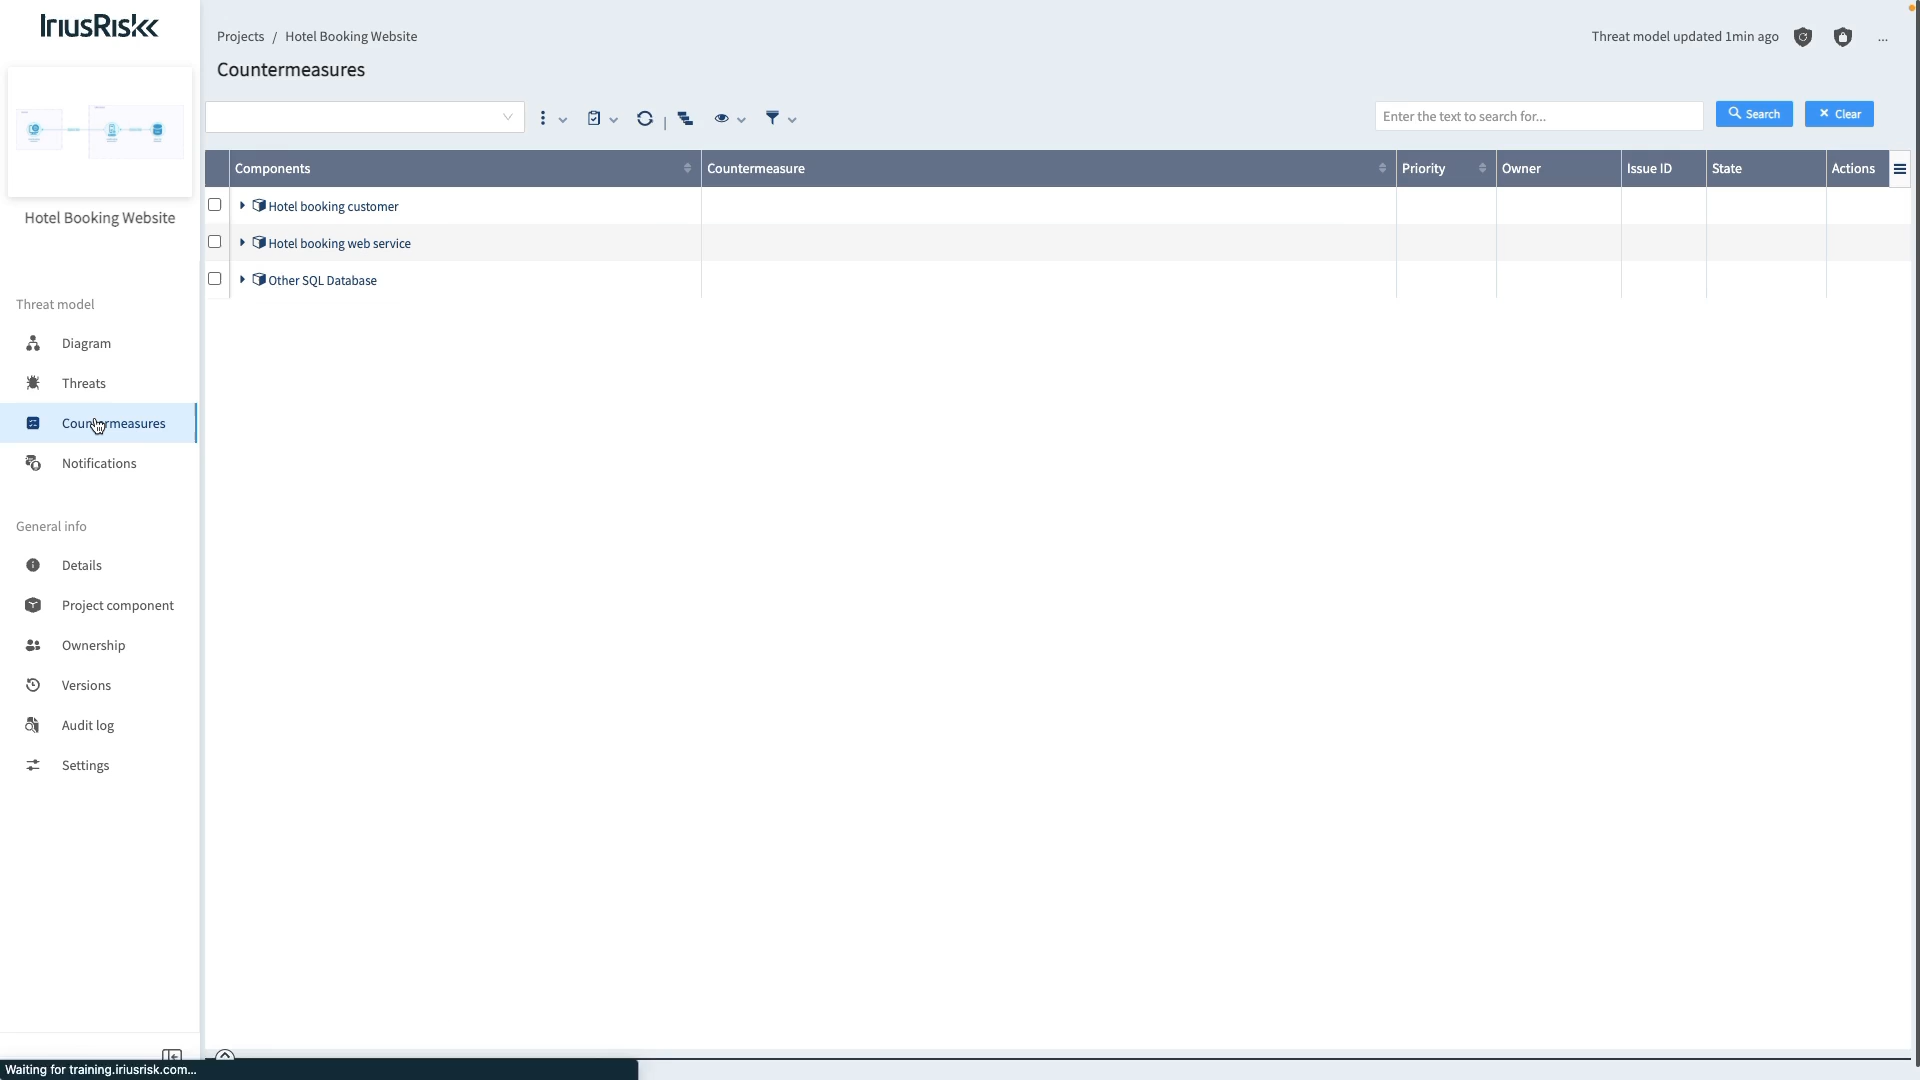 IriusRisk
Hotel Booking Website
Threat model
Diagram
Threats
Countermeasures
Notifications
General info
Details
Project component
Ownership
Versions
Audit log
Settings
Projects / Hotel Booking Website
Threat model updated 1min ago
...
Countermeasures
Enter the text to search for...
Search
Clear
Components Countermeasure Priority Owner Issue ID State Actions
Hotel booking customer
Hotel booking web service
Other SQL Database
Waiting for training.iriusrisk.com...